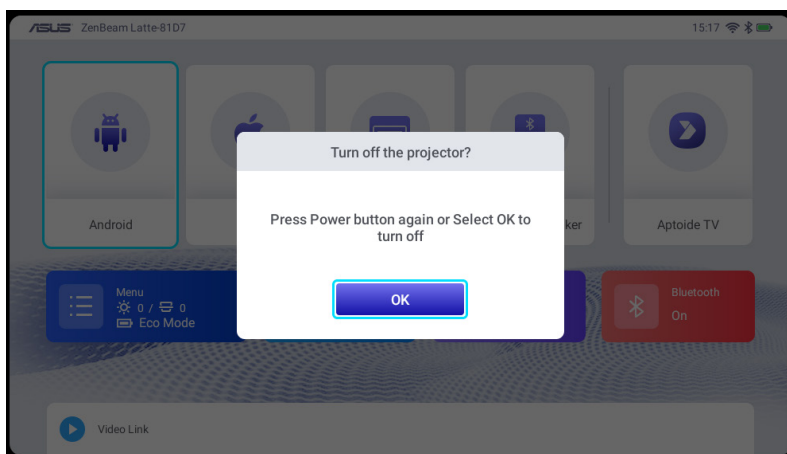 ASUS ZenBeam Latte-81D7
15:17
Turn off the projector?
Press Power button again or Select OK to
turn off
OK
Android
ker
Aptoide TV
Menu
0 / 0
Eco Mode
Bluetooth
On
Video Link